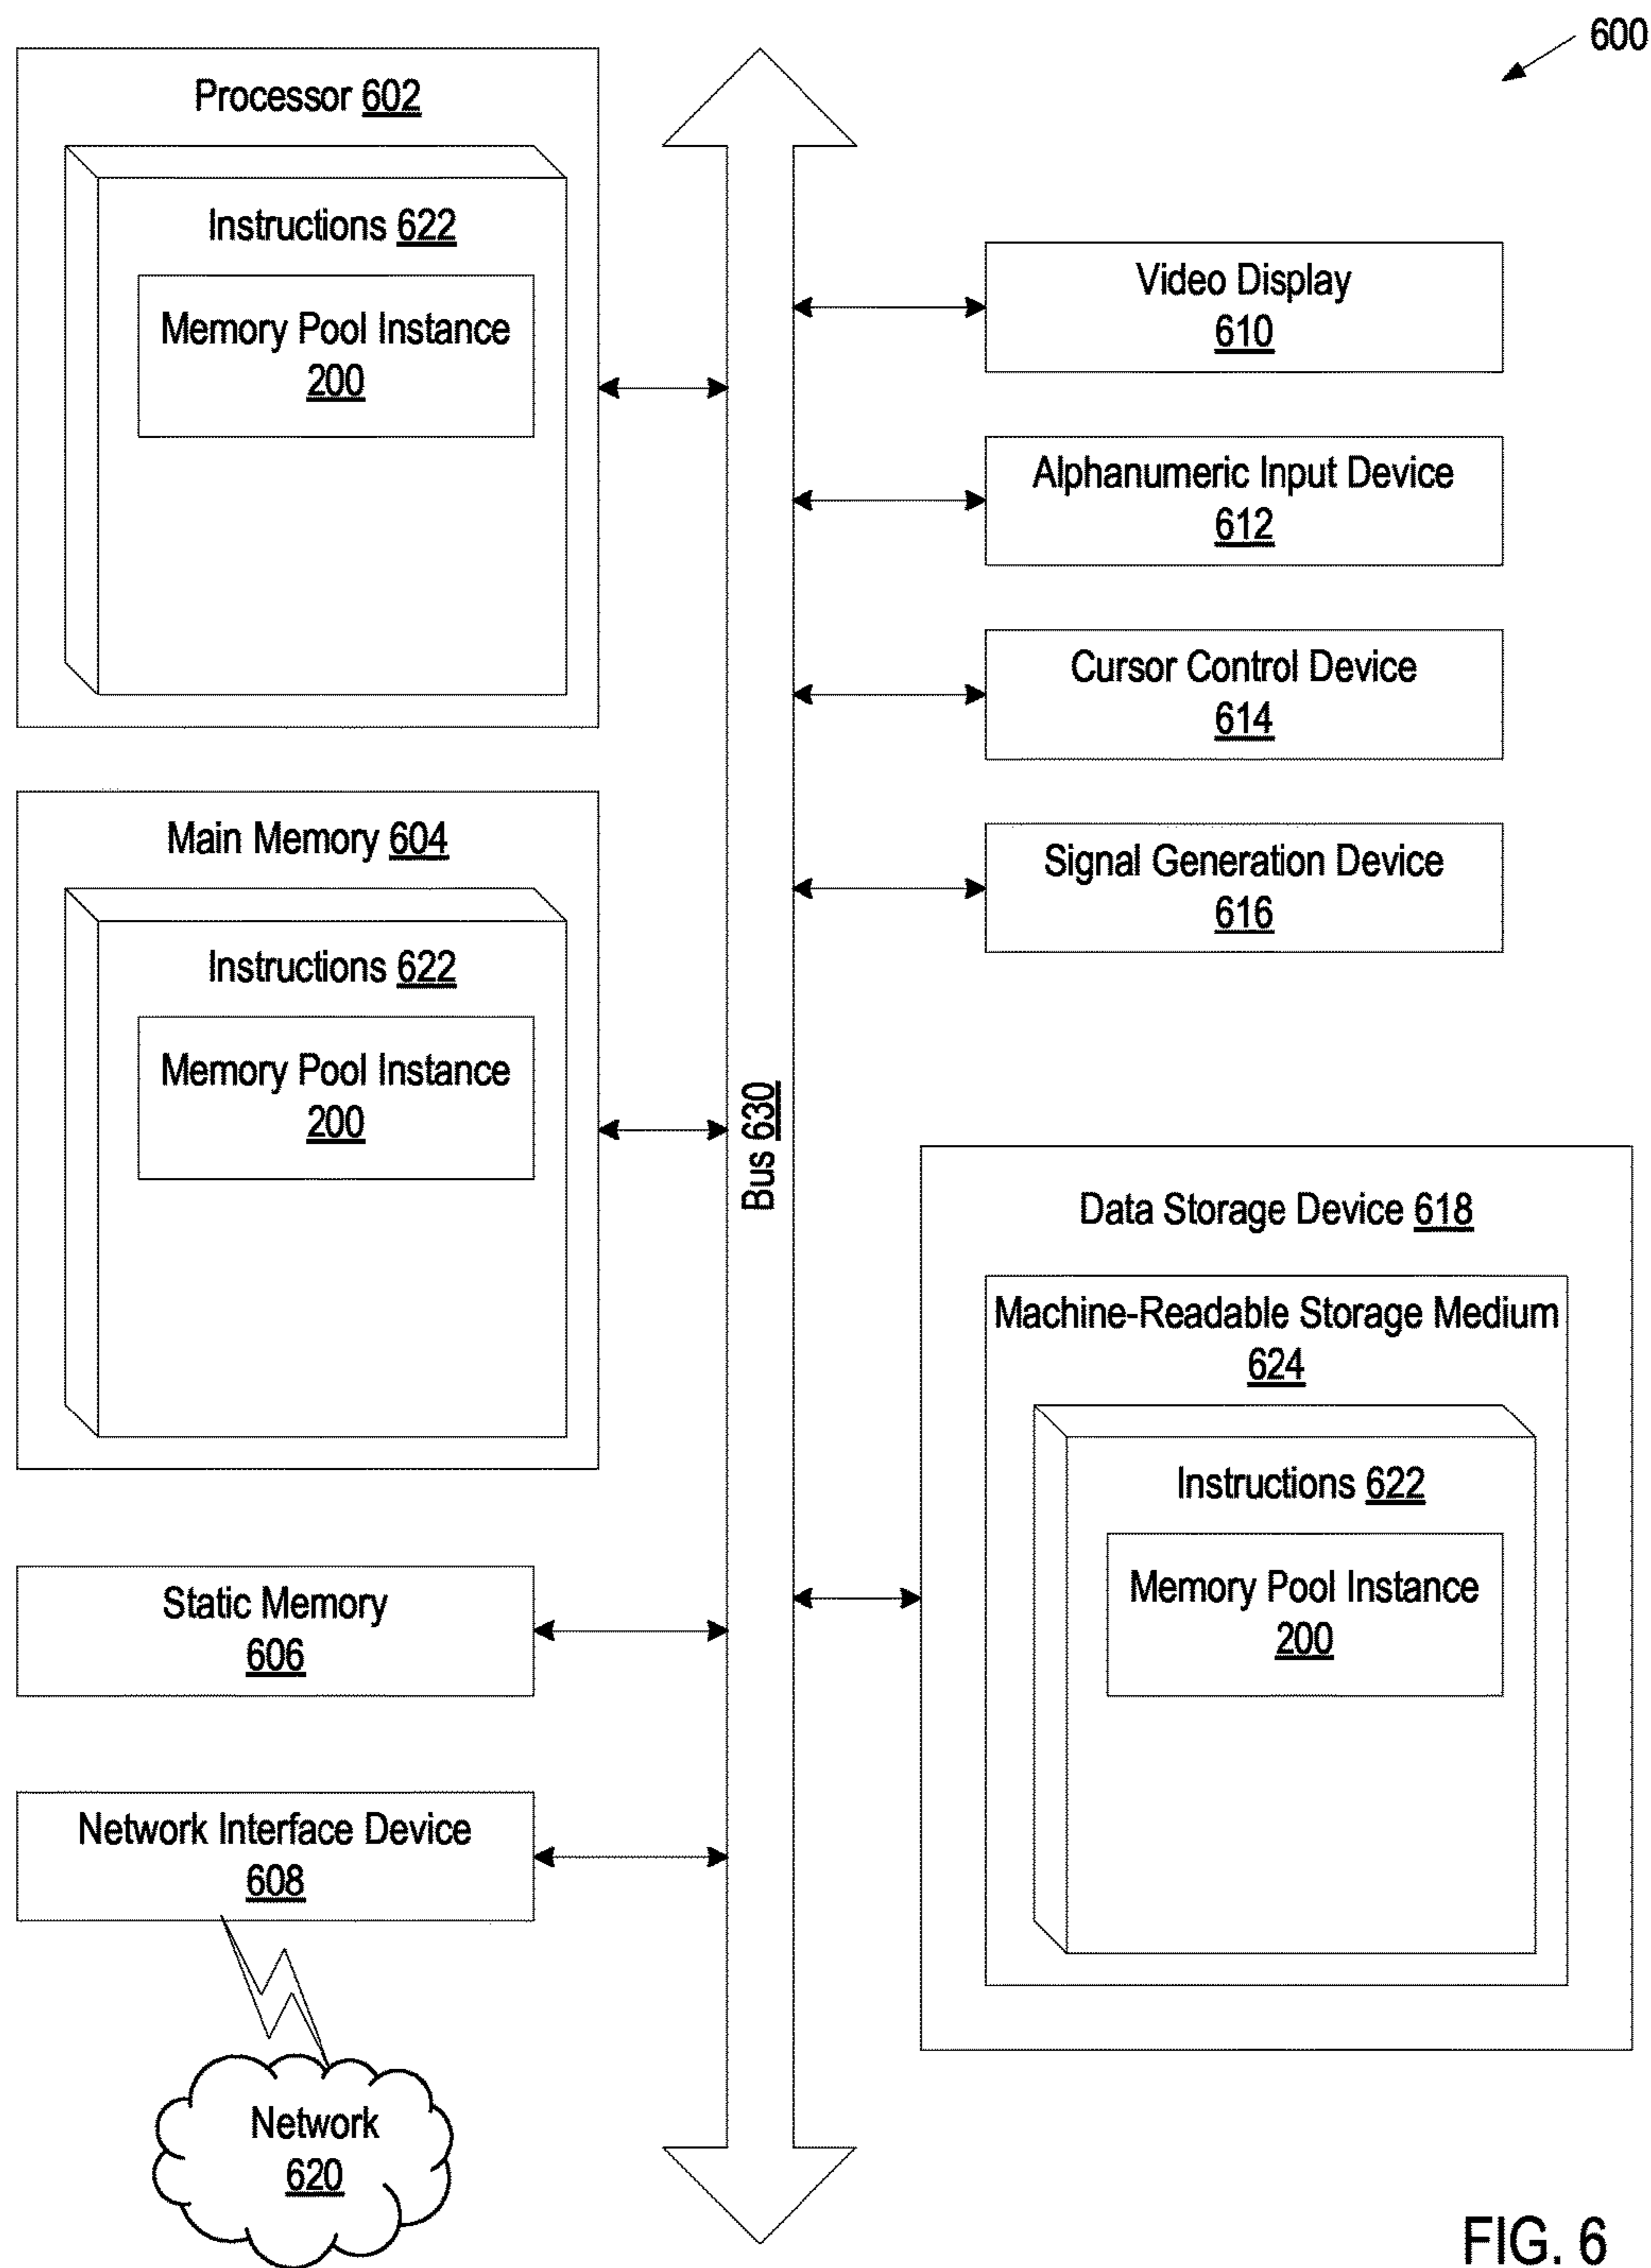 600
Processor 602
Instructions 622
Memory Pool Instance
200
Main Memory 604
Instructions 622
Memory Pool Instance
200
Static Memory
606
Network Interface Device
608
Network
620
Bus 630
Video Display
610
Alphanumeric Input Device
612
Cursor Control Device
614
Signal Generation Device
616
Data Storage Device 618
Machine-Readable Storage Medium
624
Instructions 622
Memory Pool Instance
200
FIG. 6